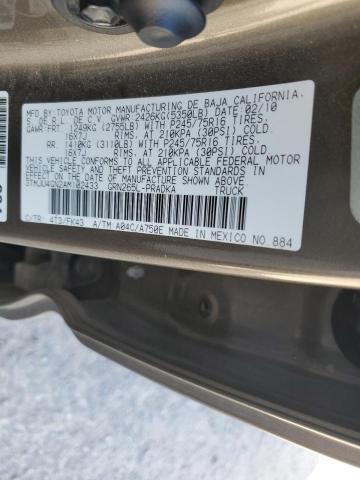 MFD BY TOYOTA MOTOR MANUFACTURING DE BAJA CALIFORNIA,
S. DE R.L. DE C.V. GVWR 2426KG(5350LB) DATE 02/10
GAWR FRT 1249KG (2755LB) WITH P245/75R16 TIRES,
16X7J RIMS, AT 210KPA (30PSI) COLD.
RR 1410KG (3110LB) WITH P245/75R16 TIRES,
16X7J RIMS, AT 210KPA (30PSI) COLD.
THIS VEHICLE CONFORMS TO ALL APPLICABLE FEDERAL MOTOR
VEHICLE SAFETY STANDARDS IN EFFECT ON THE DATE
OF MANUFACTURE SHOWN ABOVE.
3TMJU4GN2AM102433 GRN265L-PRADKA TRUCK
C/TR: 4T3/FK43 A/TM: A04C/A750E MADE IN MEXICO NO.884